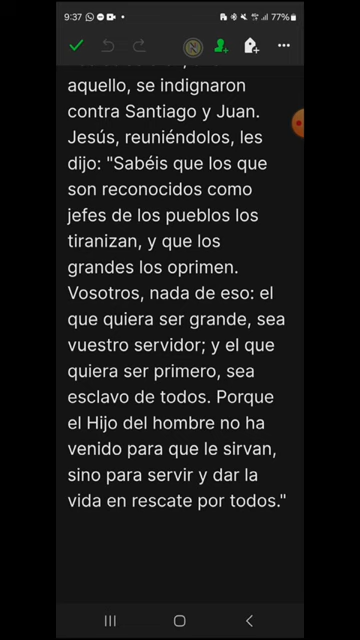 9:37
77%
aquello, se indignaron
contra Santiago y Juan.
Jesús, reuniéndolos, les
dijo: "Sabéis que los que
son reconocidos como
jefes de los pueblos los
tiranizan, y que los
grandes los oprimen.
Vosotros, nada de eso: el
que quiera ser grande, sea
vuestro servidor; y el que
quiera ser primero, sea
esclavo de todos. Porque
el Hijo del hombre no ha
venido para que le sirvan,
sino para servir y dar la
vida en rescate por todos."